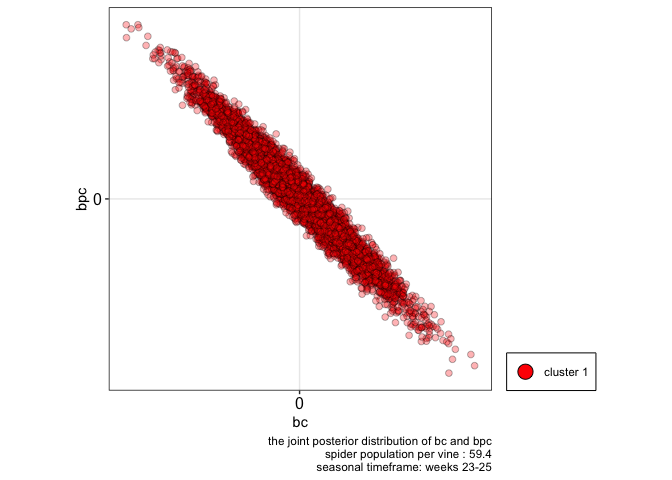 bpc
0
0
bc
cluster 1
the joint posterior distribution of bc and bpc
spider population per vine : 59.4
seasonal timeframe: weeks 23-25